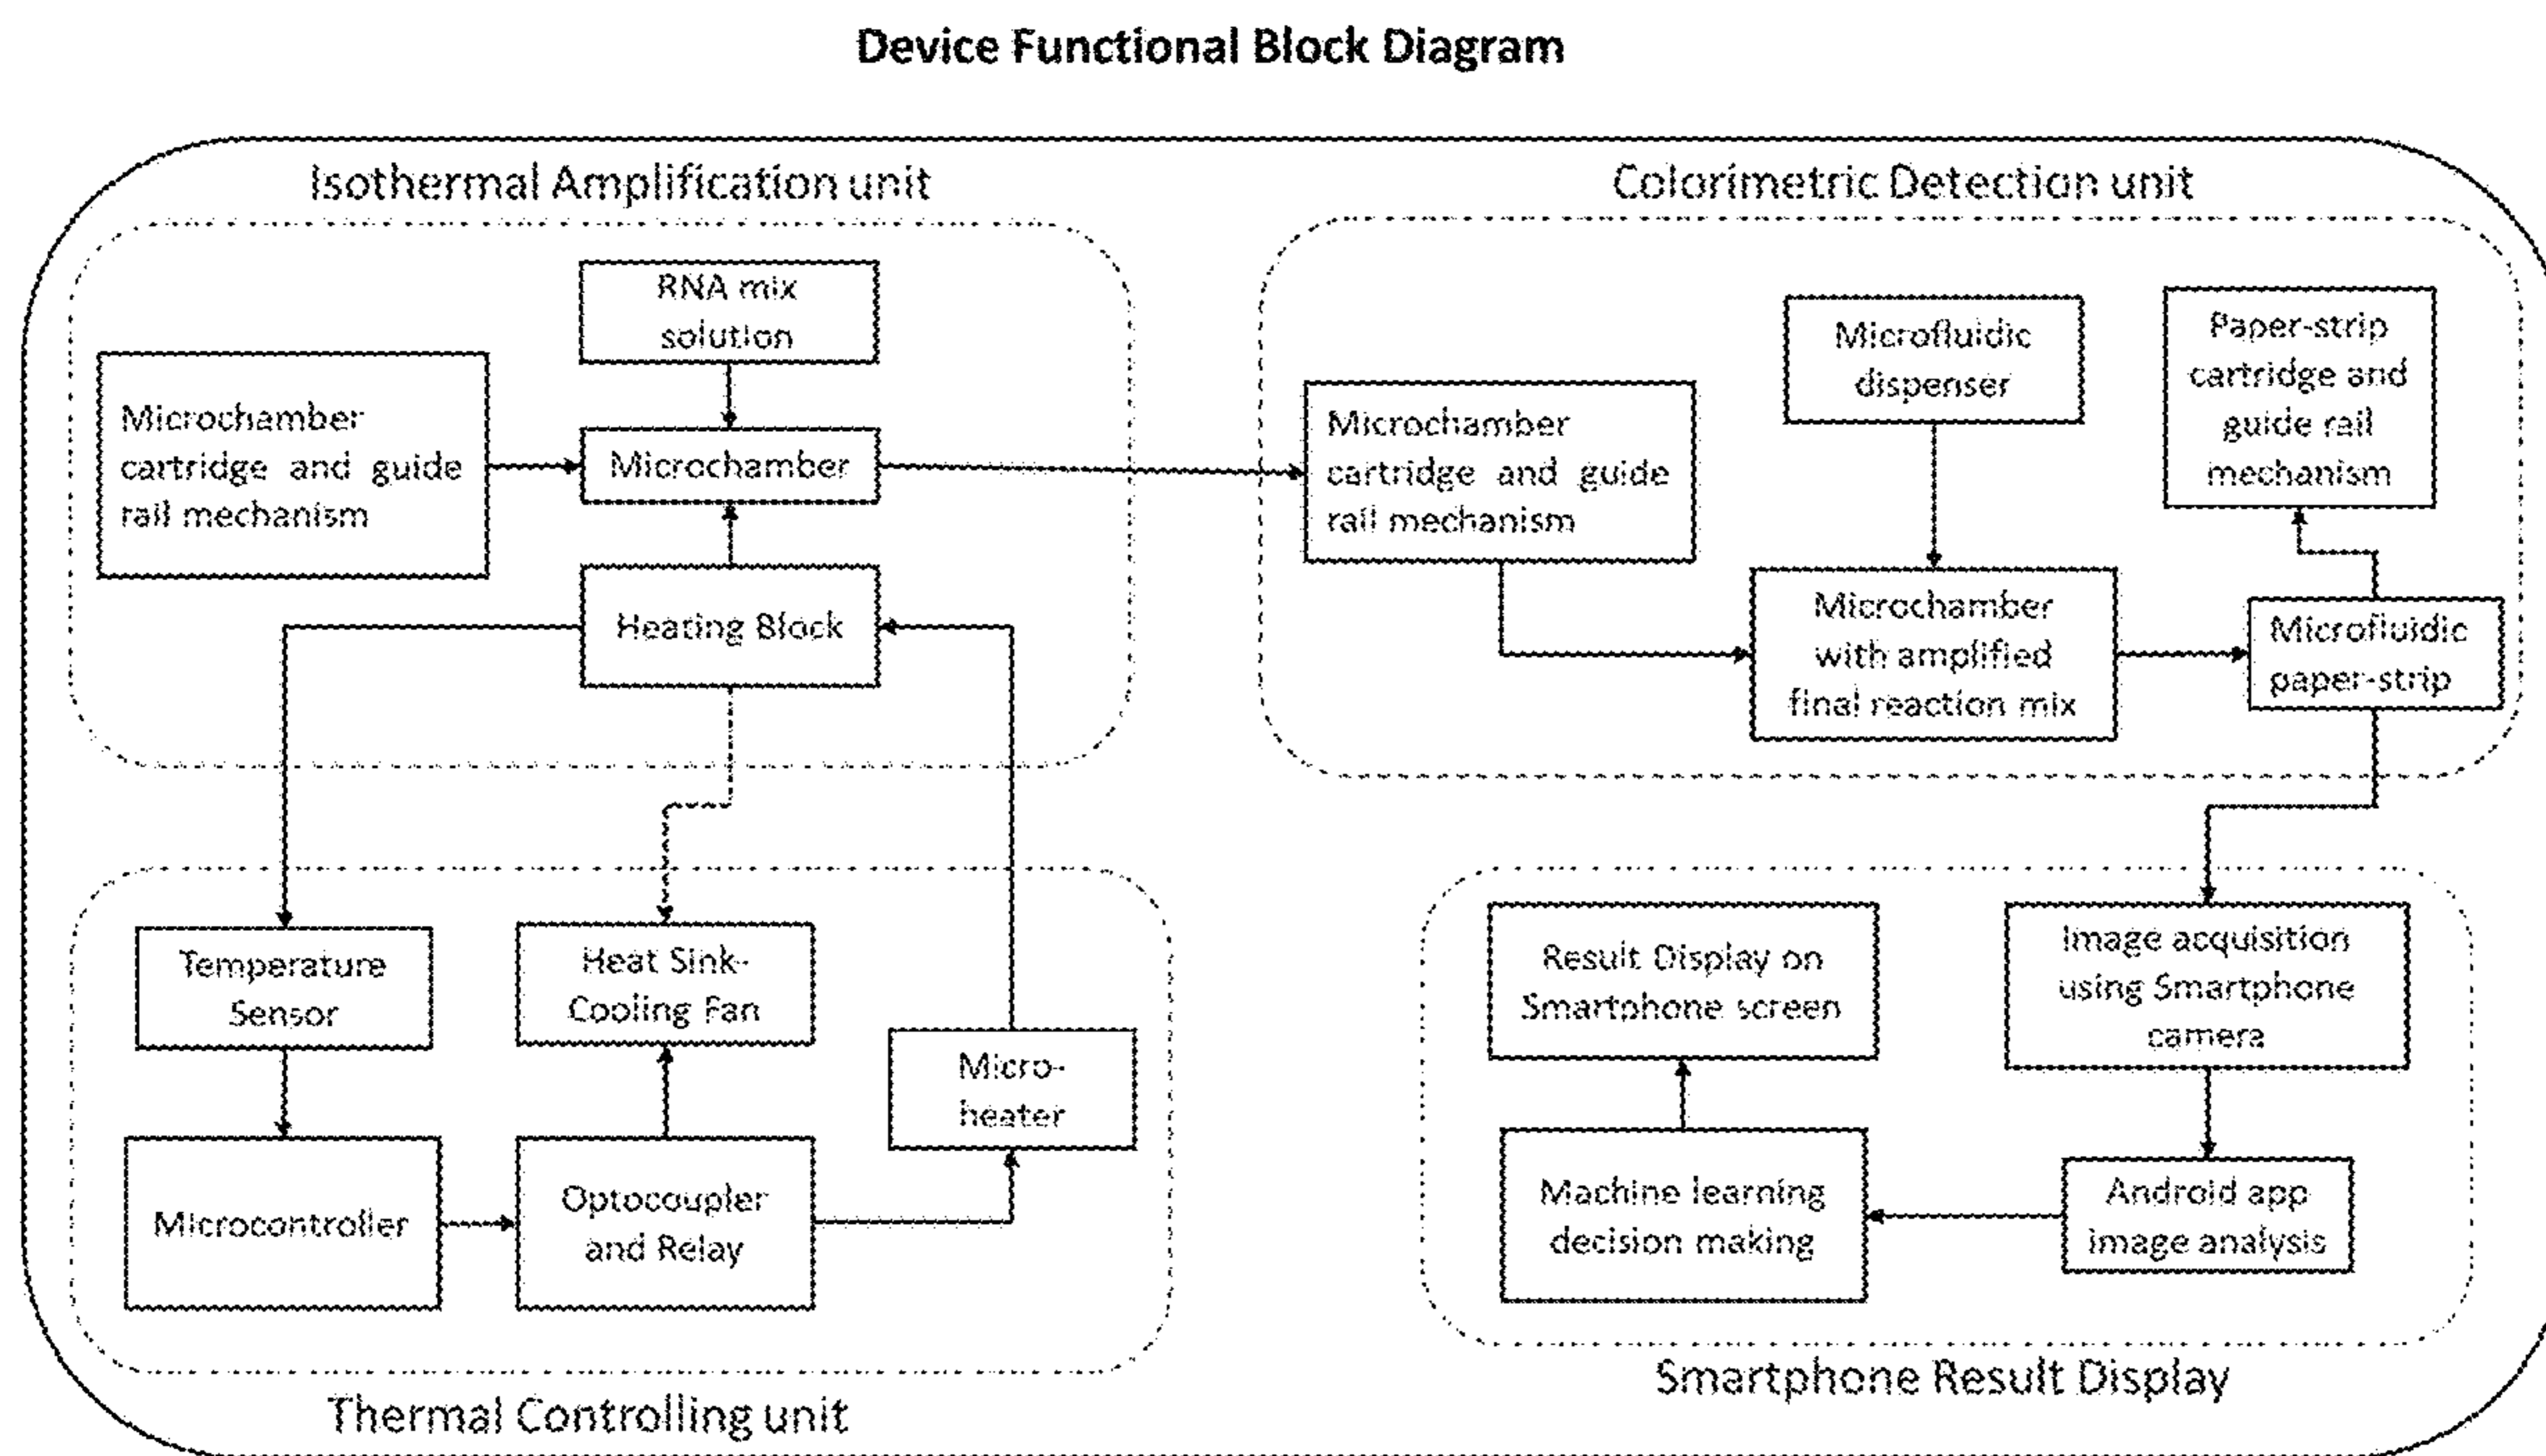 Device Functional Block Diagram
Isothermal Amplification unit
RNA mix
solution
Microchamber
cartridge and guide
rail mechanism
Microchamber
Heating Block
Colorimetric Detection unit
Microchamber
cartridge and guide
rail mechanism
Microfluidic
dispenser
Paper-strip
cartridge and
guide rail
mechanism
Microchamber
with amplified
final reaction mix
Microfluidic
paper-strip
Temperature
Sensor
Heat Sink-
Cooling Fan
Micro-
heater
Microcontroller
Optocoupler
and Relay
Thermal Controlling unit
Result Display on
Smartphone screen
Image acquisition
using Smartphone
camera
Machine learning
decision making
Android app
image analysis
Smartphone Result Display